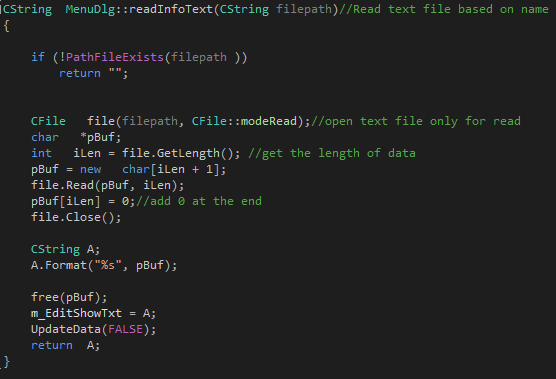 CString  MenuDlg::readInfoText(CString filepath)//Read text file based on name
{
if (!PathFileExists(filepath ))
return "";
CFile   file(filepath, CFile::modeRead);//open text file only for read
char   *pBuf;
int   iLen = file.GetLength(); //get the length of data
pBuf = new   char[iLen + 1];
file.Read(pBuf, iLen);
pBuf[iLen] = 0;//add 0 at the end
file.Close();
CString A;
A.Format("%s", pBuf);
free(pBuf);
m_EditShowTxt = A;
UpdateData(FALSE);
return  A;
}